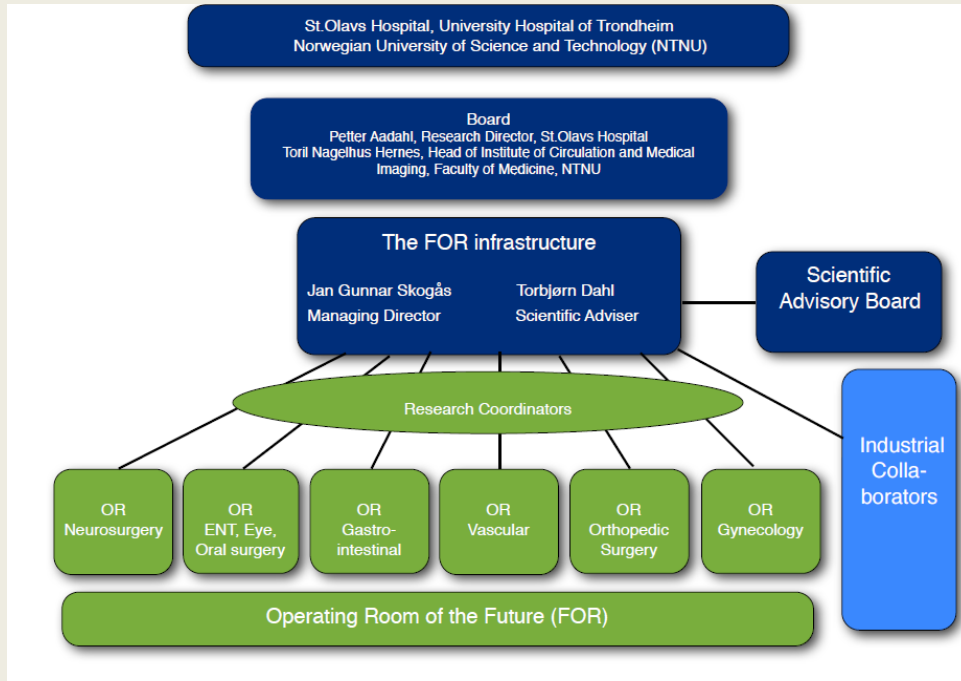 St.Olavs Hospital, University Hospital of Trondheim
Norwegian University of Science and Technology (NTNU)
Board
Petter Aadahl, Research Director, St.Olavs Hospital
Toril Nagelhus Hernes, Head of Institute of Circulation and Medical
Imaging, Faculty of Medicine, NTNU
The FOR infrastructure
Jan Gunnar Skogås
Managing Director
Torbjørn Dahl
Scientific Adviser
Scientific
Advisory Board
Research Coordinators
Industrial
Colla-
borators
OR
Neurosurgery
OR
ENT, Eye,
Oral surgery
OR
Gastro-
intestinal
OR
Vascular
OR
Orthopedic
Surgery
OR
Gynecology
Operating Room of the Future (FOR)